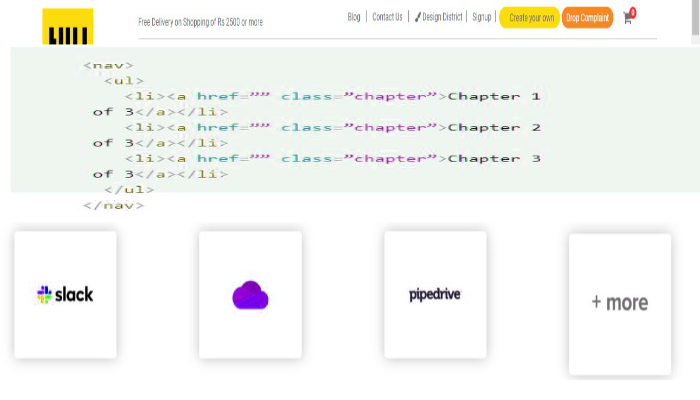 Free Delivery on Shopping of Rs 2500 or more
Blog | Contact Us | Design District | Signup | Create your own Drop Complaint 0
<nav>
<ul>
<li><a href=”” class=”chapter”>Chapter 1
of 3</a></li>
<li><a href=”” class=”chapter”>Chapter 2
of 3</a></li>
<li><a href=”” class=”chapter”>Chapter 3
of 3</a></li>
</ul>
</nav>
slack
pipedrive
+ more